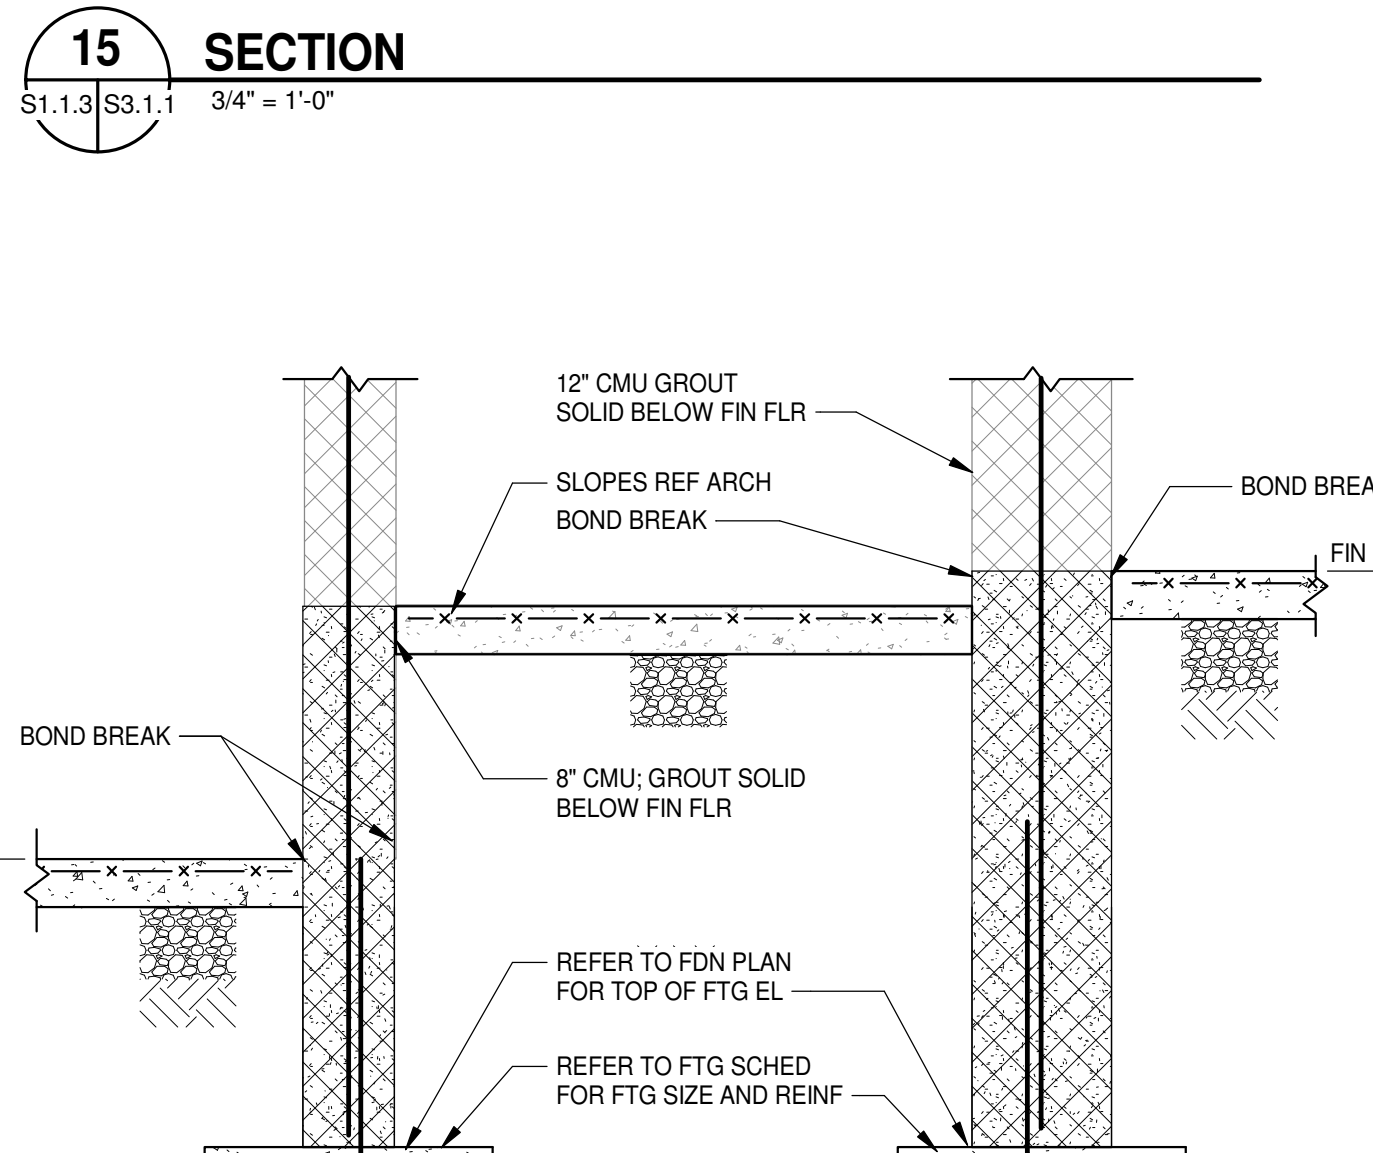 15
SECTION
S1.1.3
S3.1.1
3/4" = 1'-0"
12" CMU GROUT
SOLID BELOW FIN FLR
SLOPES REF ARCH
BOND BREAK
BOND BREA
FIN
BOND BREAK
8" CMU; GROUT SOLID
BELOW FIN FLR
REFER TO FDN PLAN
FOR TOP OF FTG EL
REFER TO FTG SCHED
FOR FTG SIZE AND REINF